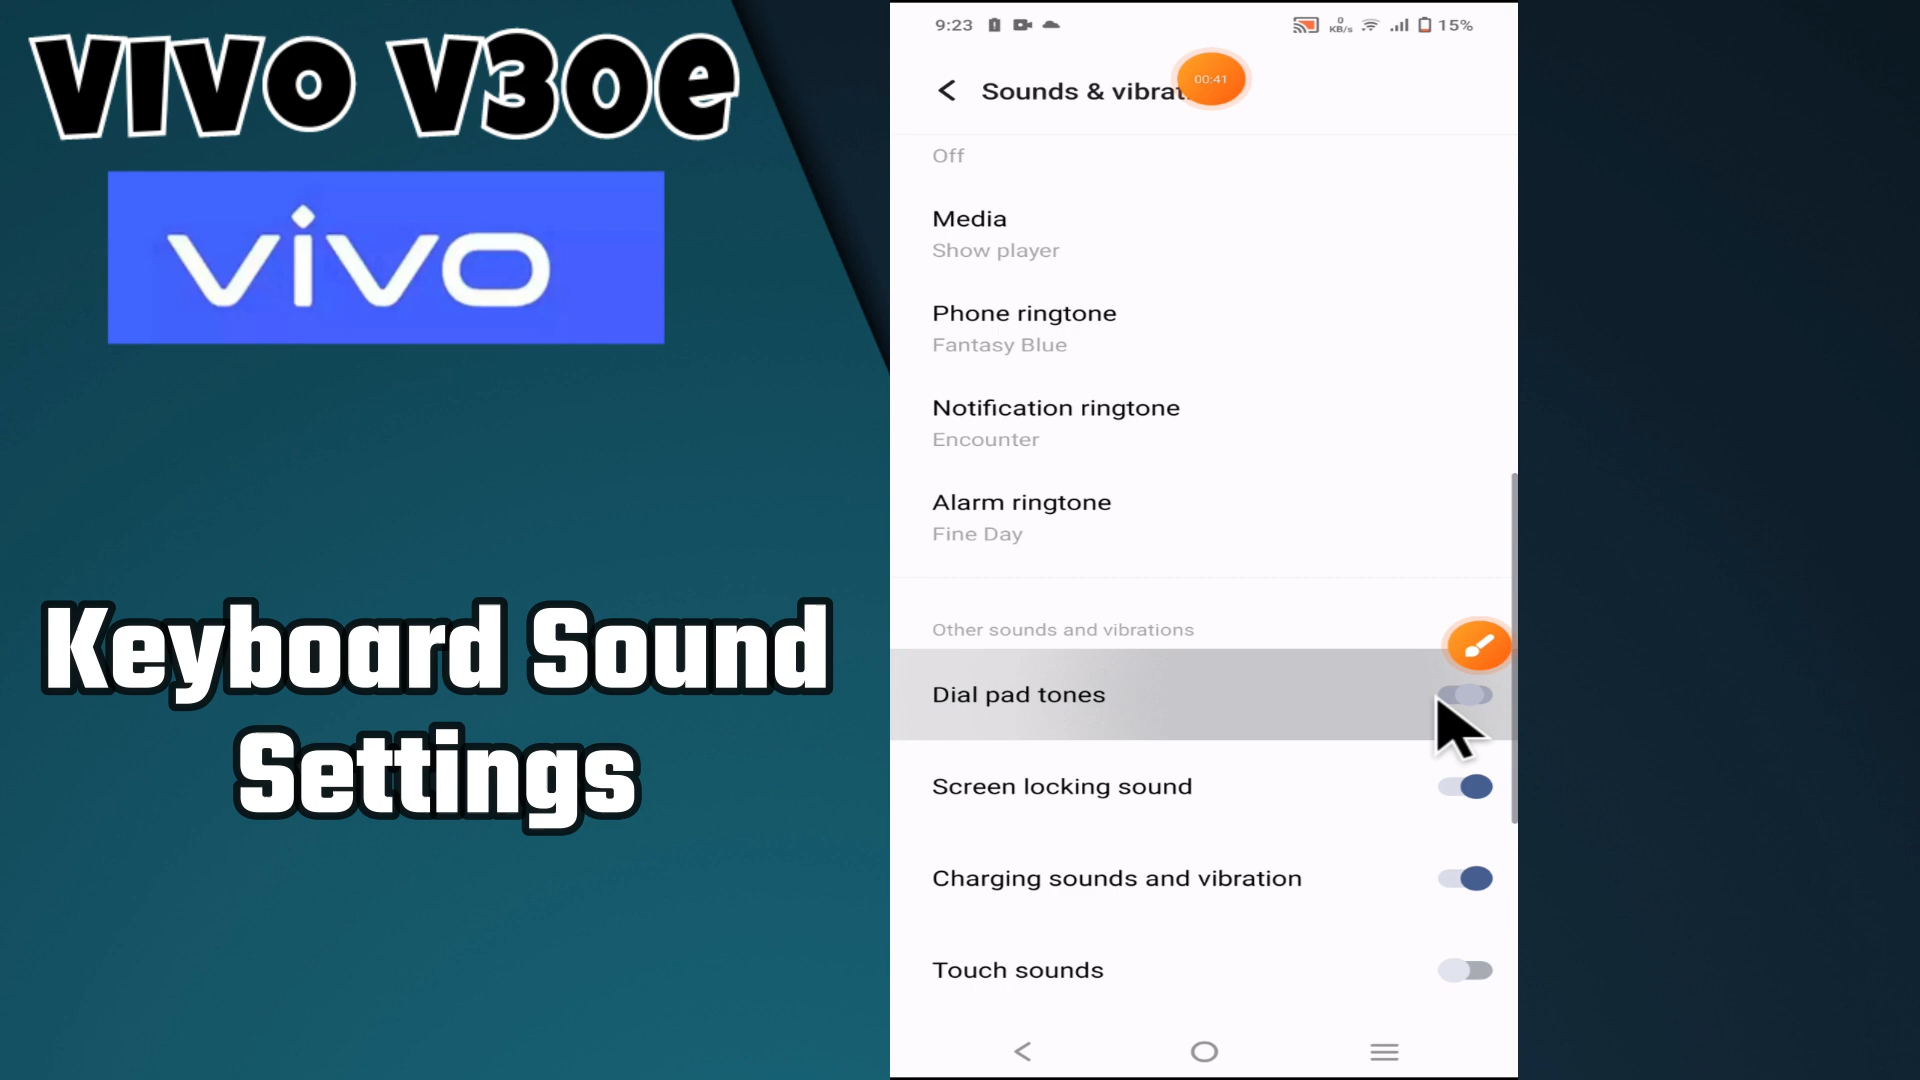 VIVO V30e
vivo
Keyboard Sound
Settings
9:23
0
KB/s
15%
Sounds & vibrat
00:41
Off
Media
Show player
Phone ringtone
Fantasy Blue
Notification ringtone
Encounter
Alarm ringtone
Fine Day
Other sounds and vibrations
Dial pad tones
Screen locking sound
Charging sounds and vibration
Touch sounds